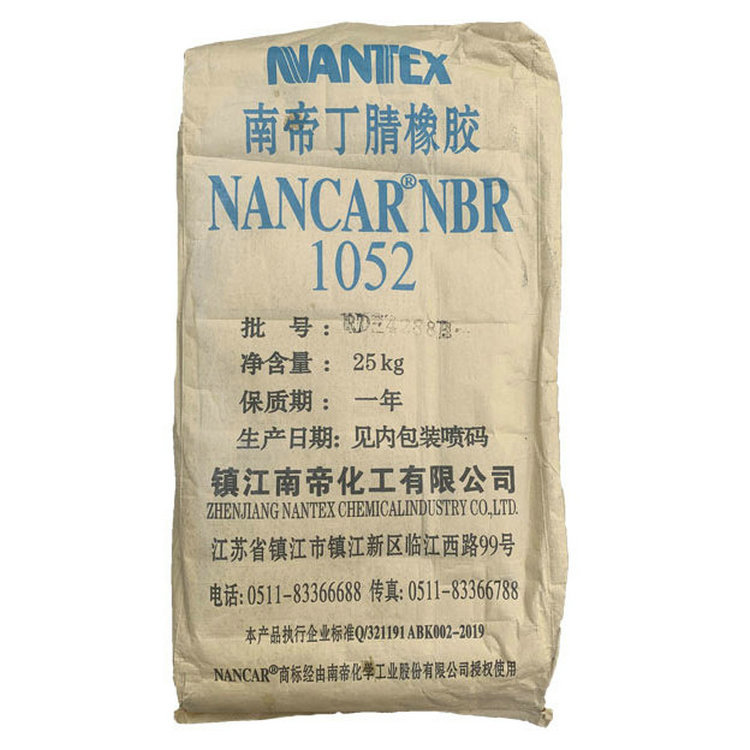 NANTEX
南帝丁腈橡胶
NANCAR® NBR
1052
批 号：
净含量： 25kg
保质期： 一年
生产日期: 见内包装喷码
镇江南帝化工有限公司
ZHENJIANG NANTEX CHEMICALINDUSTRY CO.,LTD.
江苏省镇江市镇江新区临江西路99号
电话: 0511-83366688 传真: 0511-83366788
本产品执行企业标准Q/321191 ABK002-2019
NANCAR®商标经由南帝化学工业股份有限公司授权使用